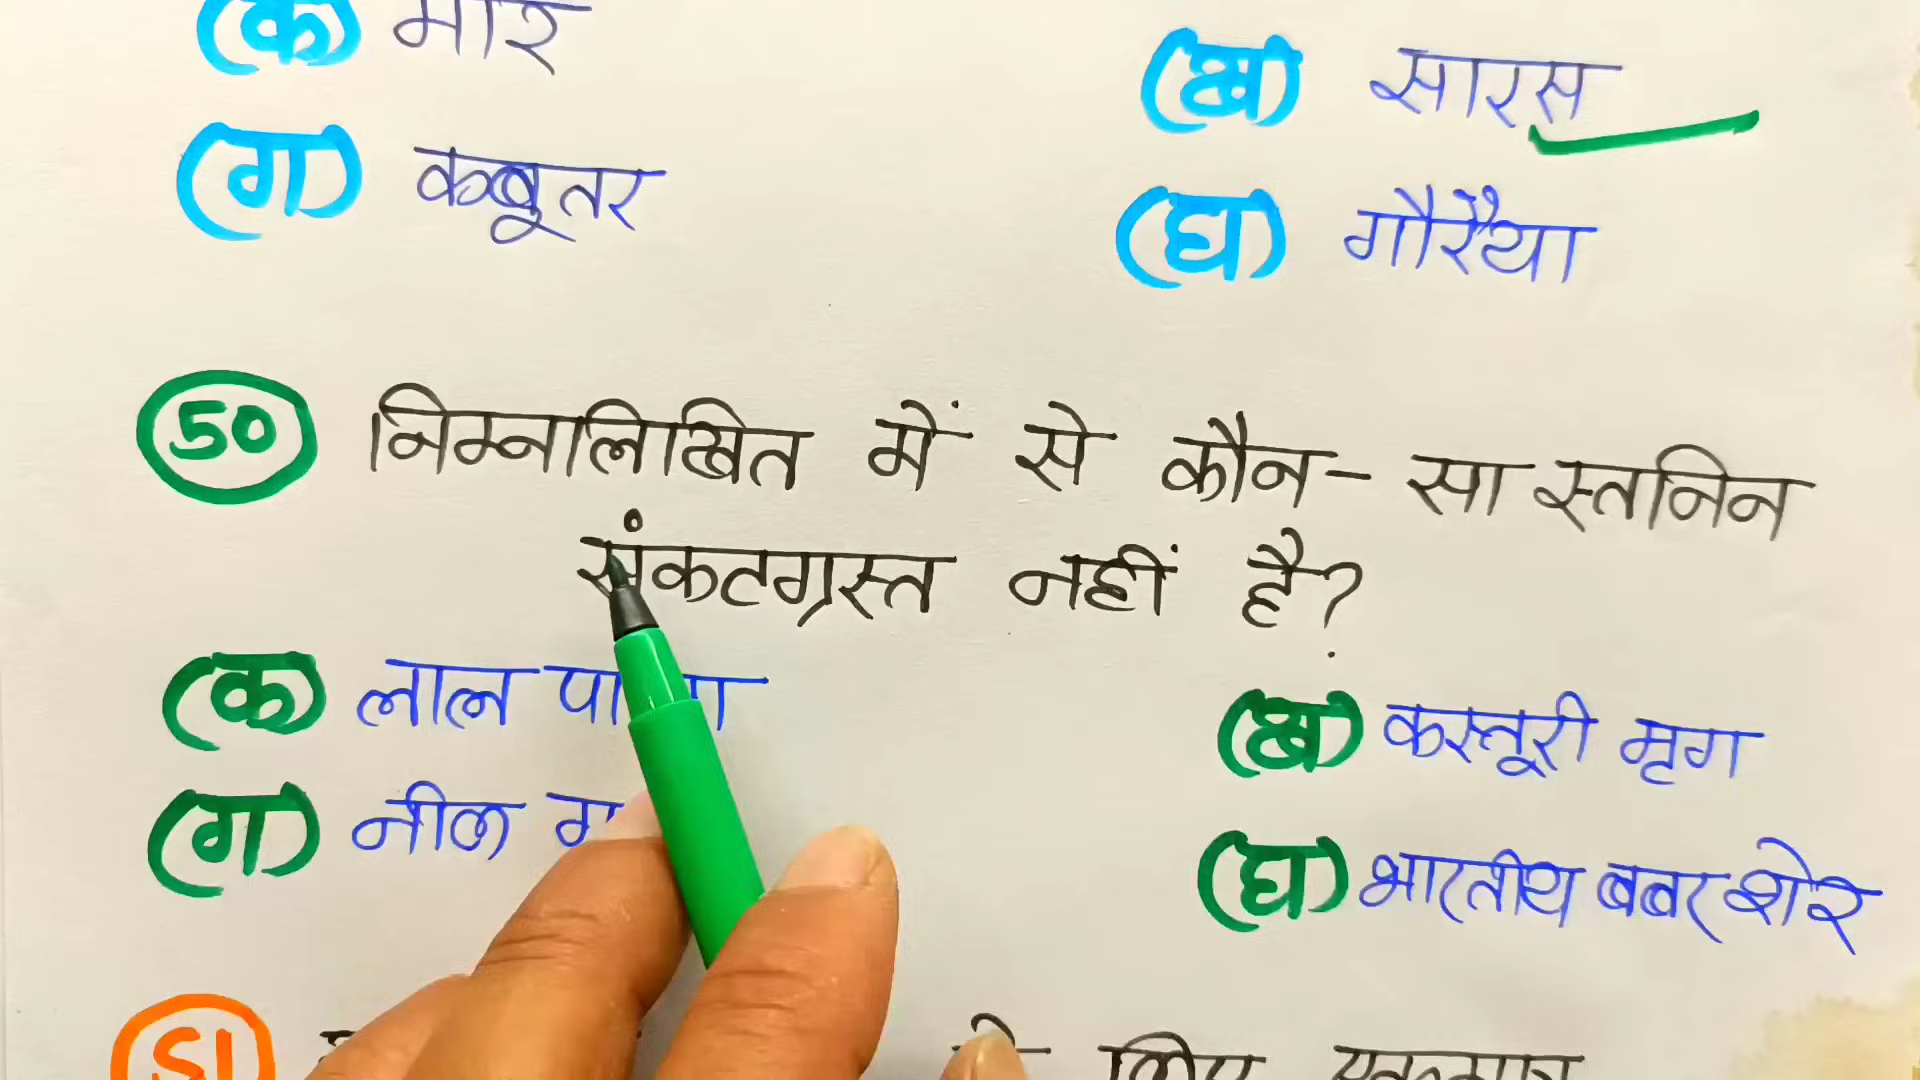 (क) मोर (ख) सारस
(ग) कबूतर (घ) गौरैया
50 निम्नलिखित में से कौन-सा स्तनिन
संकटग्रस्त नहीं है?
(क) लाल (ख) कस्तूरी मृग
(ग) नील (घ) भारतीय बबर शेर
51 लिए